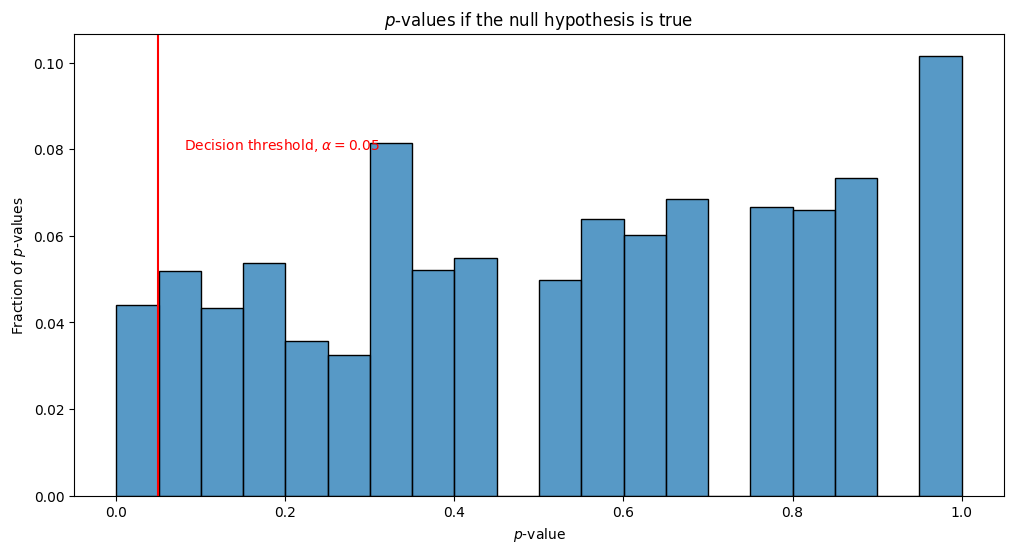 p-values if the null hypothesis is true
Fraction of p-values
0.10
0.08
0.06
0.04
0.02
0.00
Decision threshold, α = 0.05
0.0 0.2 0.4 0.6 0.8 1.0
p-value